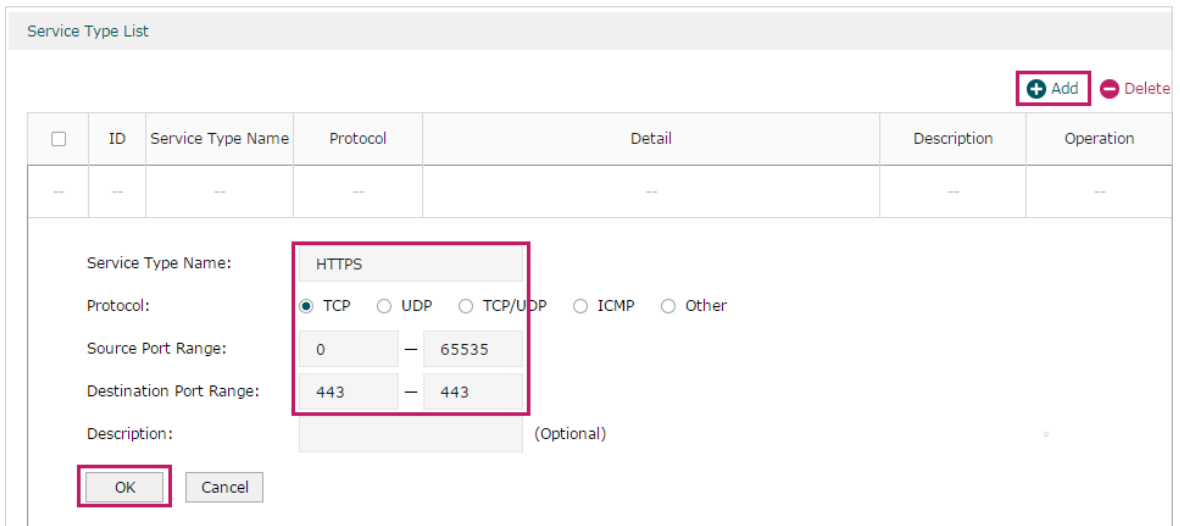 Service Type List
Add Delete
ID Service Type Name Protocol Detail Description Operation
-- -- -- -- -- -- --
Service Type Name: HTTPS
Protocol: TCP UDP TCP/UDP ICMP Other
Source Port Range: 0 — 65535
Destination Port Range: 443 — 443
Description: (Optional)
OK Cancel